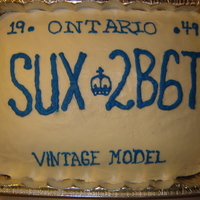 19. ONTARIO .49
SUX 2B6T
VINTAGE MODEL